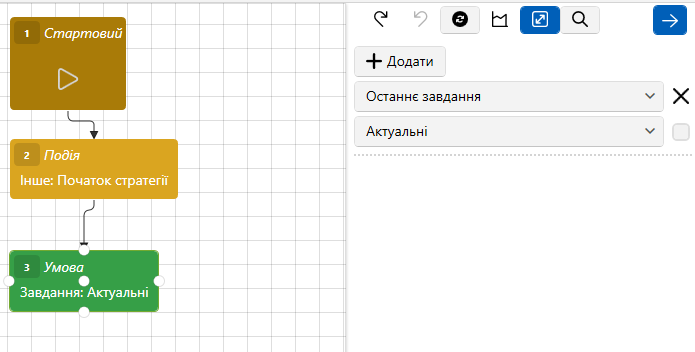 1 Стартовий
2 Подія
Інше: Початок стратегії
3 Умова
Завдання: Актуальні
Додати
Останнє завдання
Актуальні